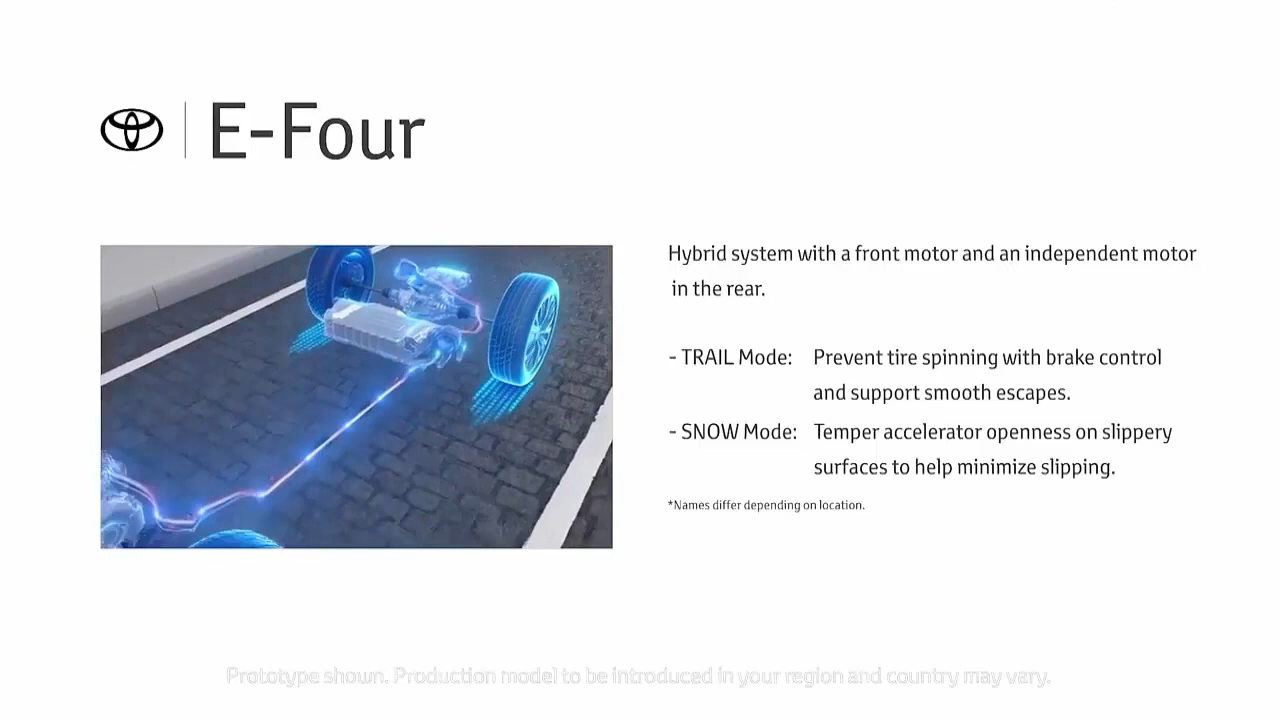 E-Four
Hybrid system with a front motor and an independent motor
in the rear.
- TRAIL Mode: Prevent tire spinning with brake control
and support smooth escapes.
- SNOW Mode: Temper accelerator openness on slippery
surfaces to help minimize slipping.
*Names differ depending on location.
Prototype shown. Production model to be introduced in your region and country may vary.